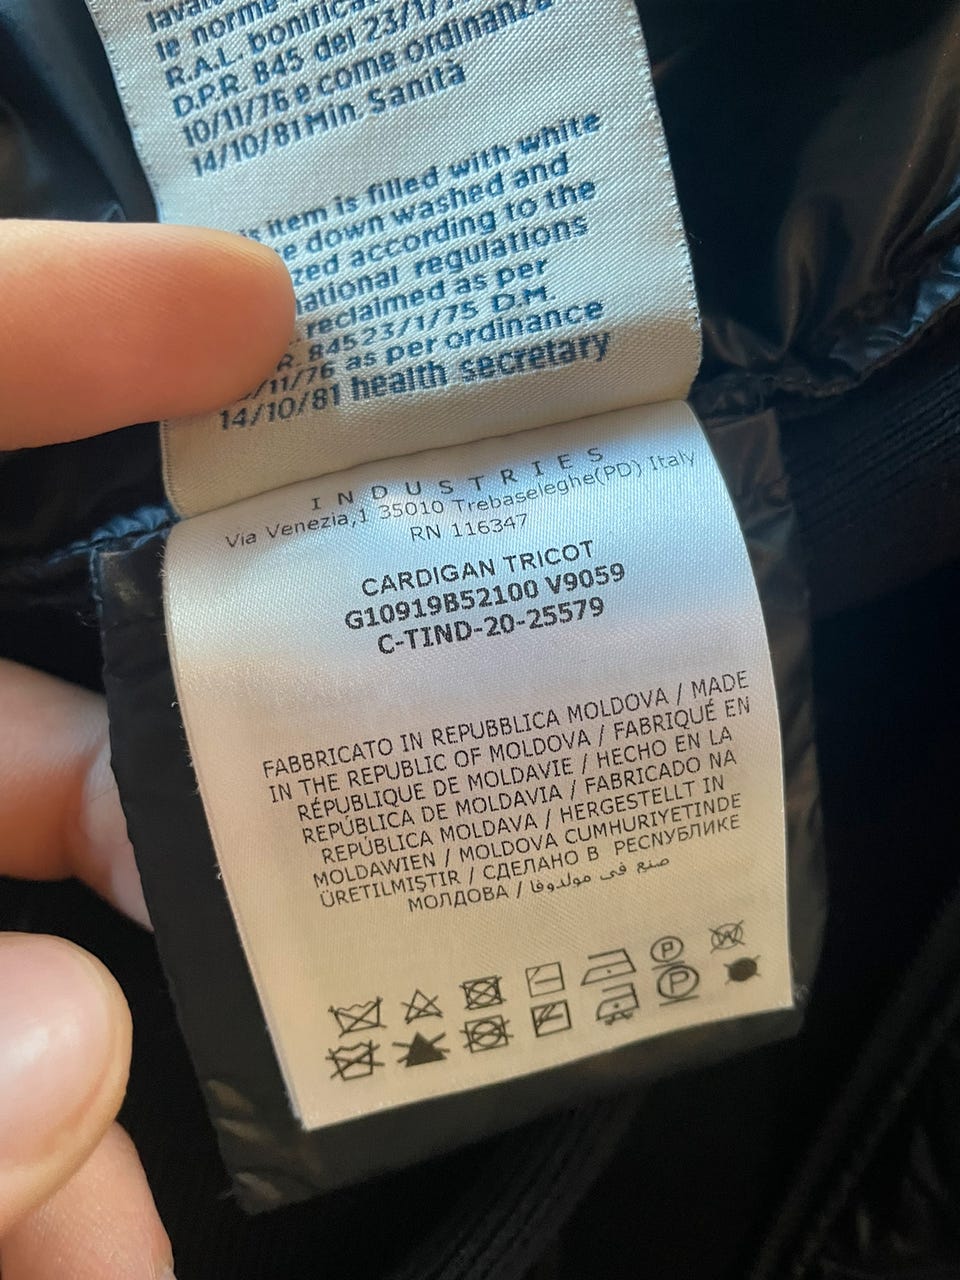 le norme
R.A.L. bonifica
D.P.R. 845 del 23/1/7
10/11/76 e come ordinanza
14/10/81 Min. Sanità
item is filled with white
down washed and
according to the
regulations
reclaimed as per
845 23/1/75 D.M.
/11/76 as per ordinance
14/10/81 health secretary
INDUSTRIES
Via Venezia,1 35010 Trebaseleghe(PD) Italy
RN 116347
CARDIGAN TRICOT
G10919B52100 V9059
C-TIND-20-25579
FABBRICATO IN REPUBBLICA MOLDOVA / MADE
IN THE REPUBLIC OF MOLDOVA / FABRIQUÉ EN
RÉPUBLIQUE DE MOLDAVIE / HECHO EN LA
REPÚBLICA DE MOLDAVIA / FABRICADO NA
REPÚBLICA MOLDAVA / HERGESTELLT IN
MOLDAWIEN / MOLDOVA CUMHURIYETINDE
ÜRETILMIŞTIR / СДЕЛАНО В РЕСПУБЛИКЕ
МОЛДОВА / صنع في مولدوفا
P W
P